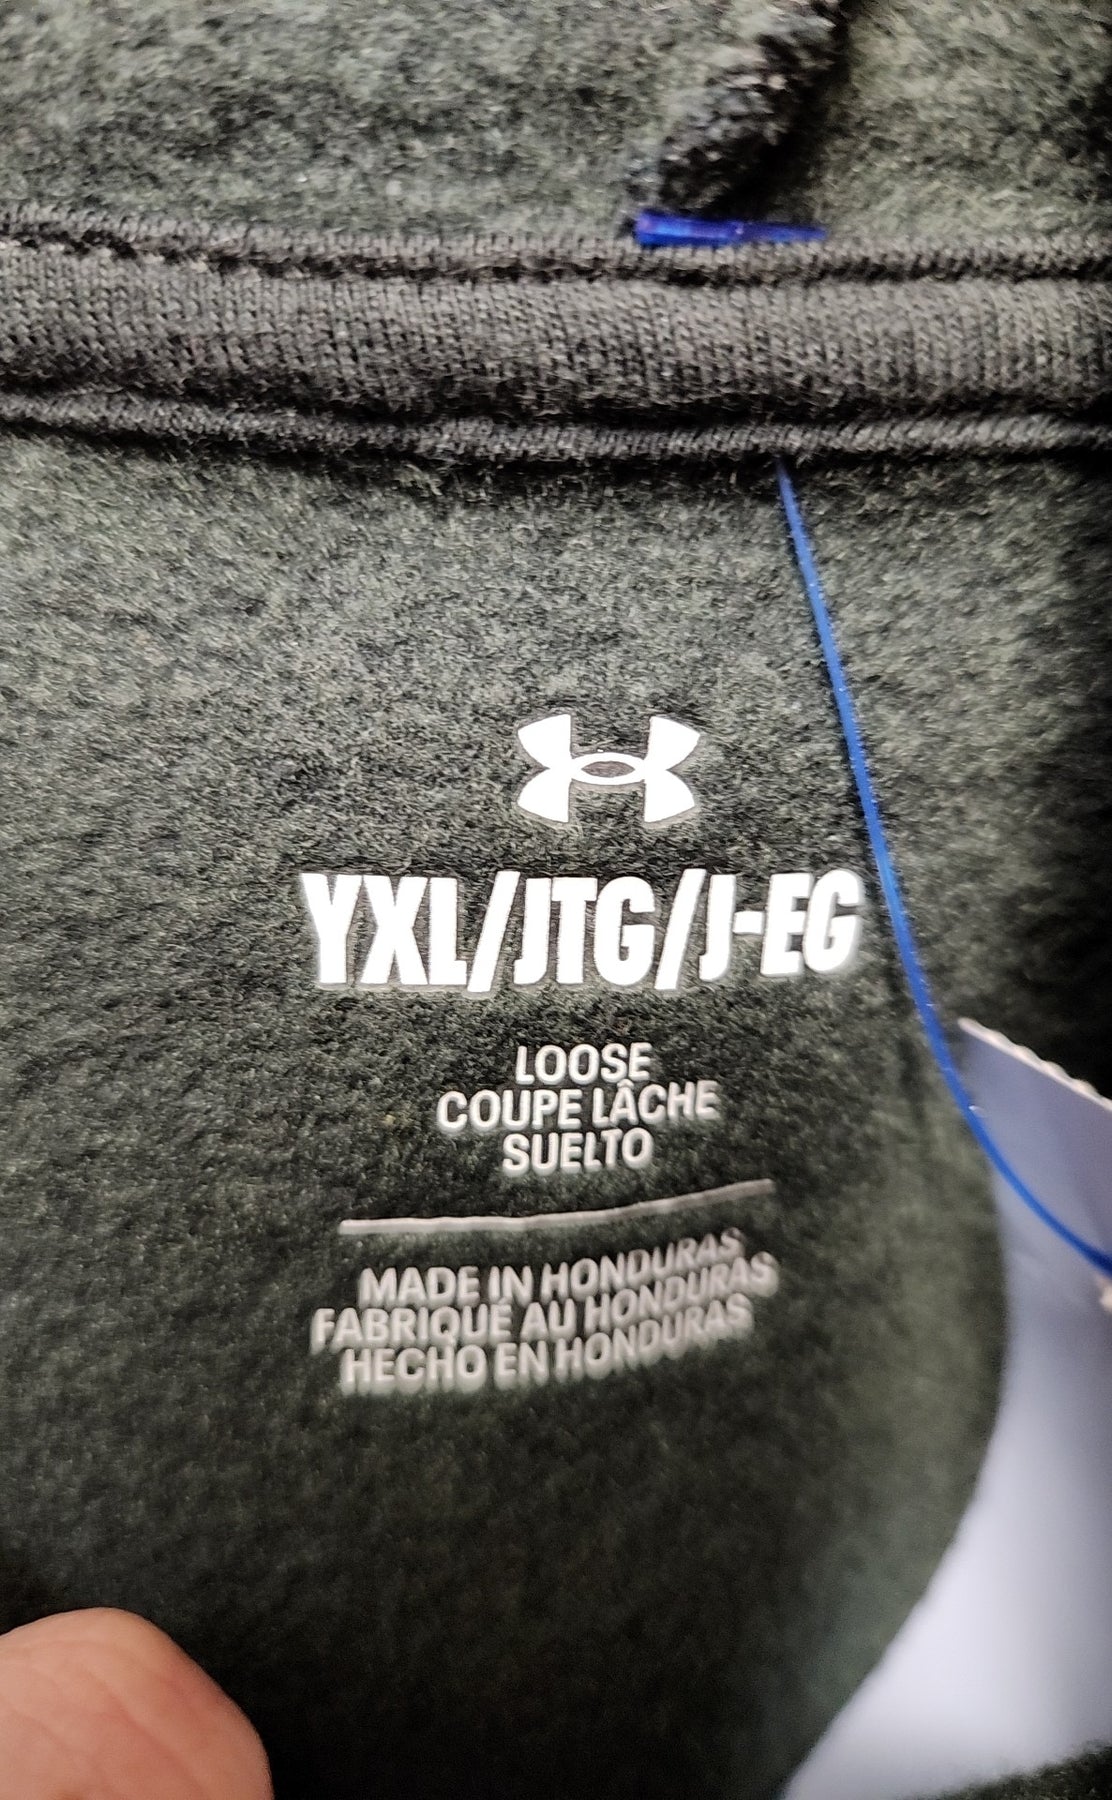 YXL/JTG/J-EG
LOOSE
COUPE LÂCHE
SUELTO
MADE IN HONDURAS
FABRIQUÉ AU HONDURAS
HECHO EN HONDURAS